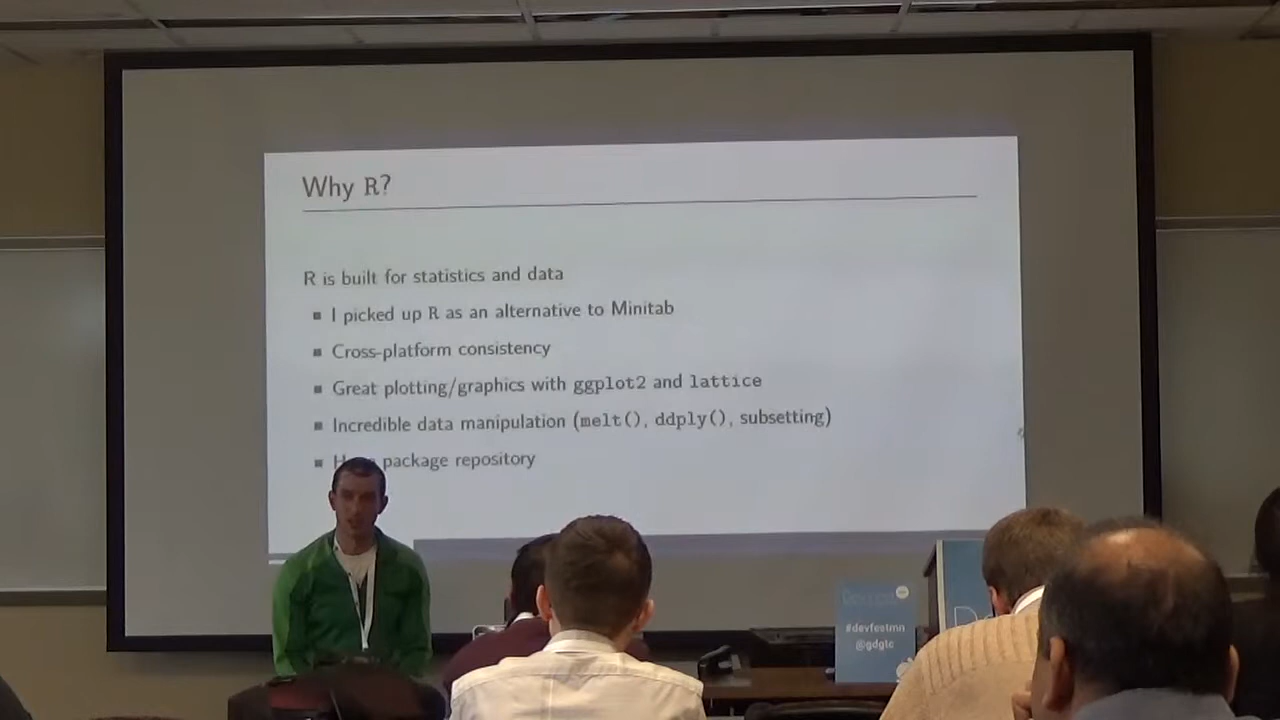 Why R?
R is built for statistics and data
I picked up R as an alternative to Minitab
Cross-platform consistency
Great plotting/graphics with ggplot2 and lattice
Incredible data manipulation (melt(), ddply(), subsetting)
package repository
#devfestmn
@gdgtc